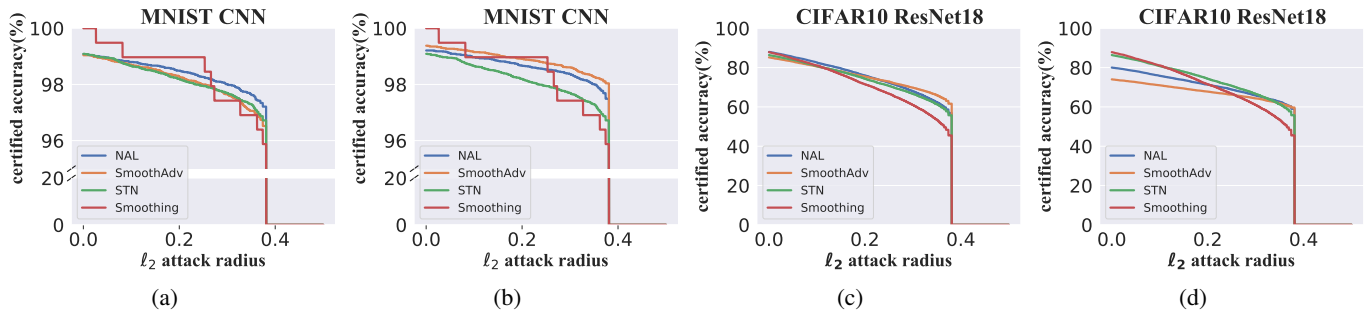 MNIST CNN
certified accuracy(%)
100
98
96
20
0
NAL
SmoothAdv
STN
Smoothing
0.0 0.2 0.4
ℓ2 attack radius
(a)
MNIST CNN
certified accuracy(%)
100
98
96
20
0
NAL
SmoothAdv
STN
Smoothing
0.0 0.2 0.4
ℓ2 attack radius
(b)
CIFAR10 ResNet18
certified accuracy(%)
100
80
60
40
20
0
NAL
SmoothAdv
STN
Smoothing
0.0 0.2 0.4
ℓ2 attack radius
(c)
CIFAR10 ResNet18
certified accuracy(%)
100
80
60
40
20
0
NAL
SmoothAdv
STN
Smoothing
0.0 0.2 0.4
ℓ2 attack radius
(d)